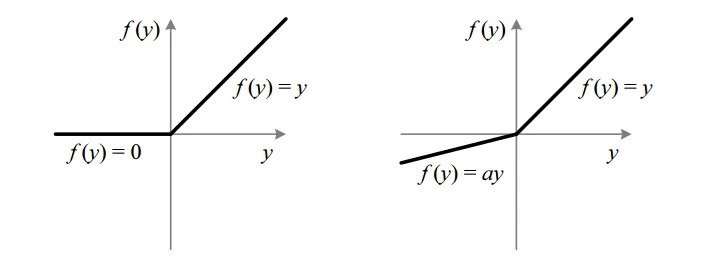 f(y)
f(y) = y
f(y) = 0
y
f(y)
f(y) = y
f(y) = ay
y